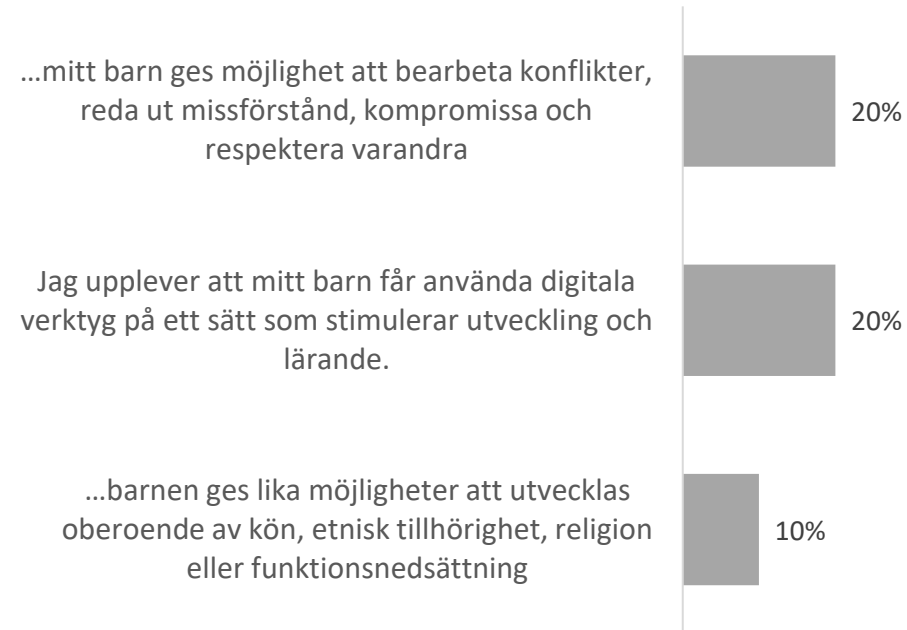 …mitt barn ges möjlighet att bearbeta konflikter,
reda ut missförstånd, kompromissa och
respektera varandra
20%
Jag upplever att mitt barn får använda digitala
verktyg på ett sätt som stimulerar utveckling och
lärande.
20%
…barnen ges lika möjligheter att utvecklas
oberoende av kön, etnisk tillhörighet, religion
eller funktionsnedsättning
10%